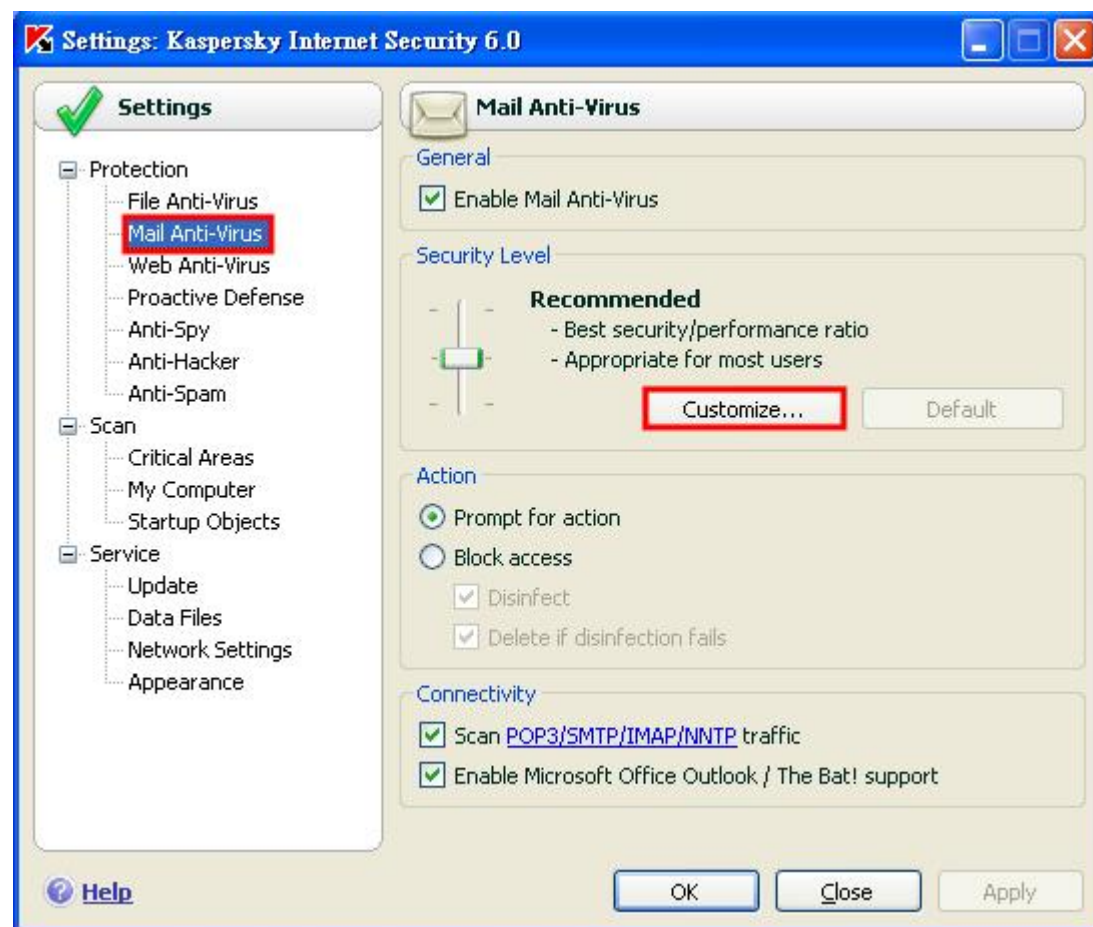 Settings: Kaspersky Internet Security 6.0
Settings
Protection
File Anti-Virus
Mail Anti-Virus
Web Anti-Virus
Proactive Defense
Anti-Spy
Anti-Hacker
Anti-Spam
Scan
Critical Areas
My Computer
Startup Objects
Service
Update
Data Files
Network Settings
Appearance
Mail Anti-Virus
General
Enable Mail Anti-Virus
Security Level
Recommended
- Best security/performance ratio
- Appropriate for most users
Customize... Default
Action
Prompt for action
Block access
Disinfect
Delete if disinfection fails
Connectivity
Scan POP3/SMTP/IMAP/NNTP traffic
Enable Microsoft Office Outlook / The Bat! support
Help OK Close Apply